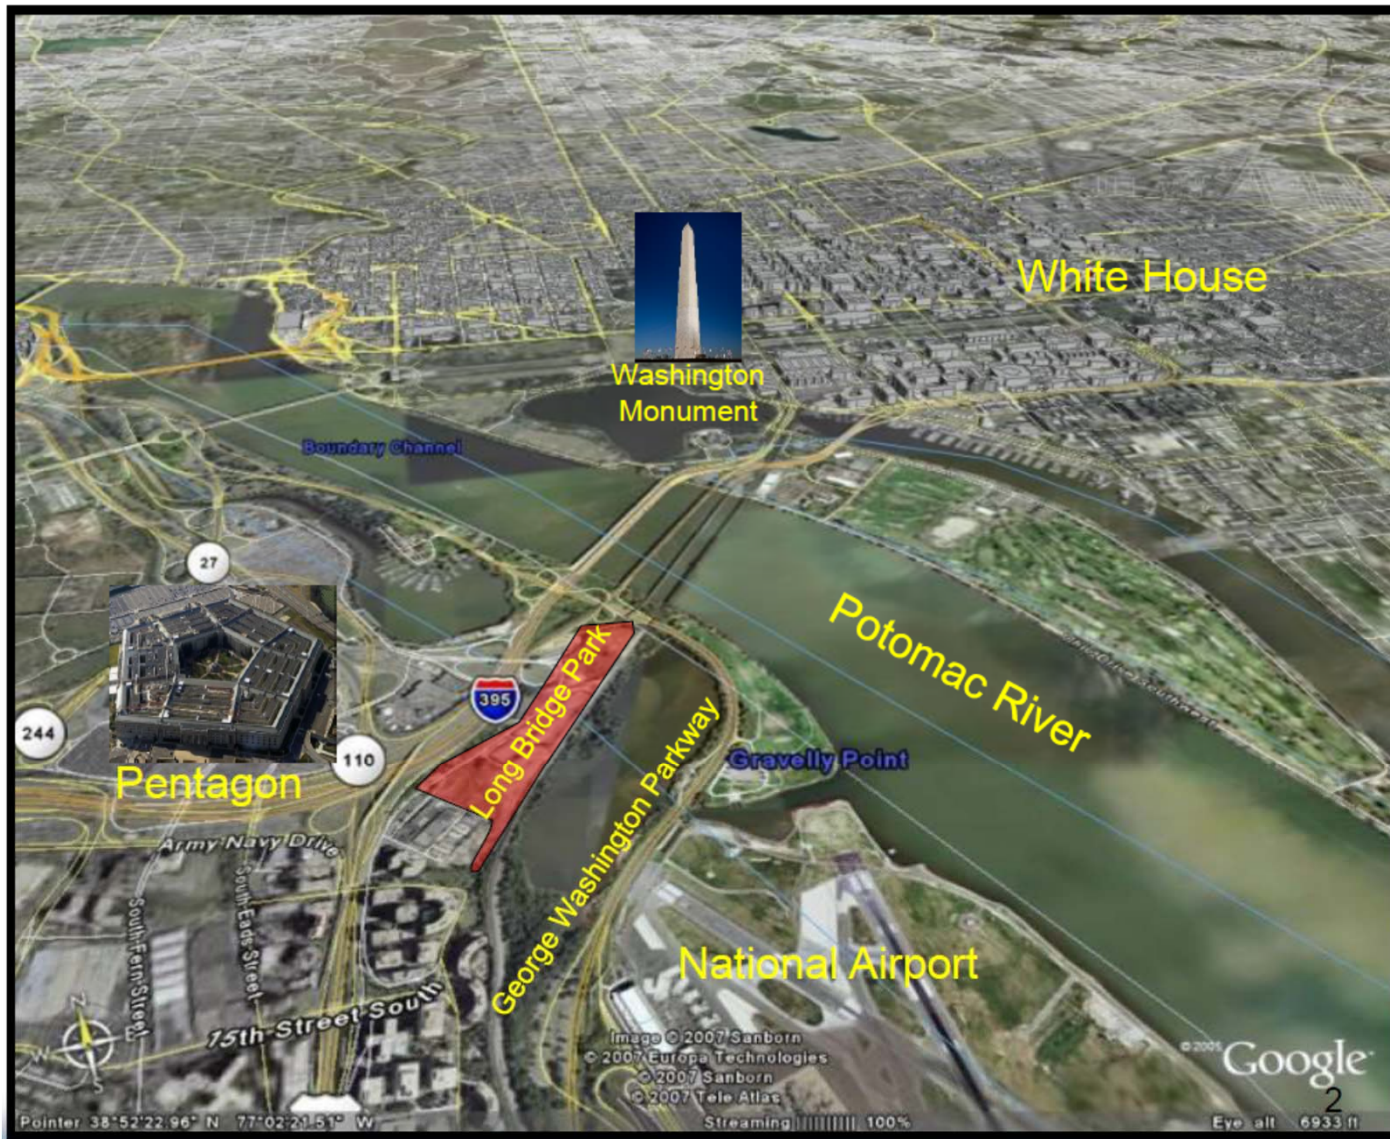 White House
Washington
Monument
Boundary Channel
27
Potomac River
Long Bridge Park
395
244
110
Gravelly Point
George Washington Parkway
Pentagon
Army Navy Drive
South Fern Street
South Eads Street
National Airport
15th Street South
N
W
Image © 2007 Sanborn
© 2007 Europa Technologies
© 2007 Sanborn
© 2007 Tele Atlas
© 2005 Google
2
Pointer 38°52'22.96" N 77°02'21.51" W
Streaming |||||||||| 100%
Eye alt 6933 ft